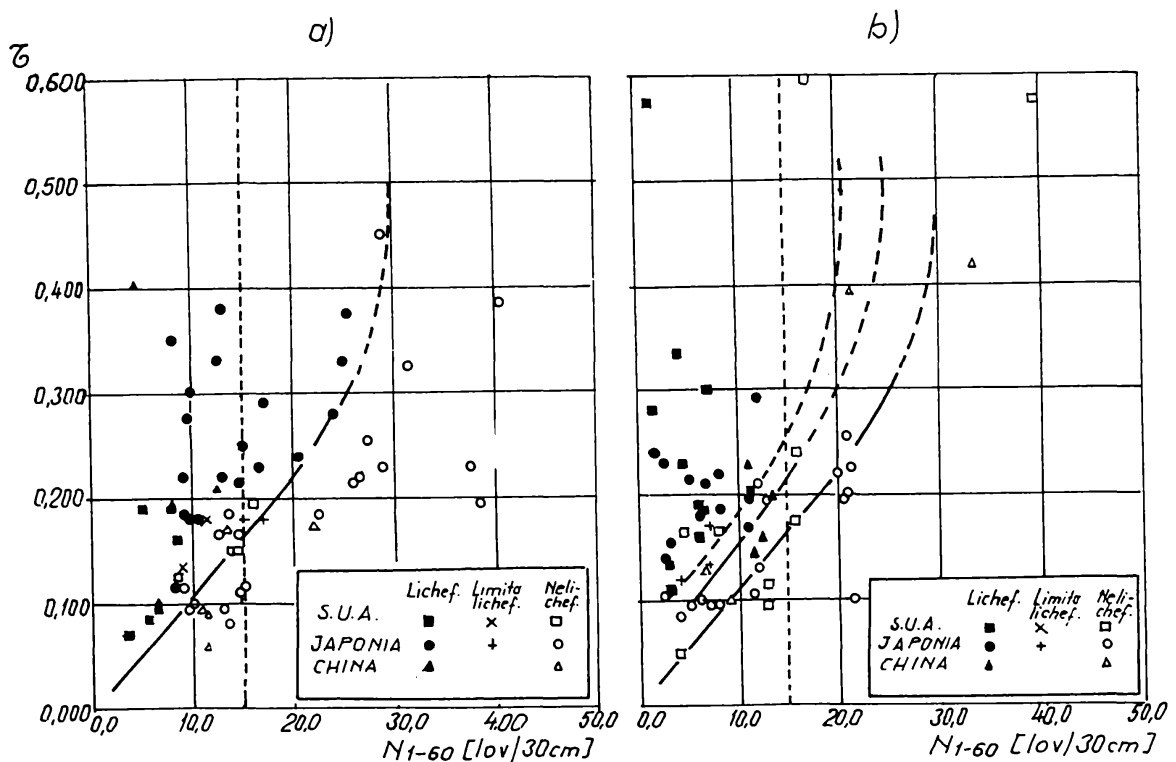 a)
b)
τ
0,600
0,500
0,400
0,300
0,200
0,100
0,000
0,0 10,0 20,0 30.0 4.00 50,0
N1-60 [lov/30cm]
Lichef. Limita lichef. Neli-chef.
S.U.A.
JAPONIA
CHINA
0,0 10,0 20,0 30,0 40,0 50,0
N1-60 [lov/30cm]
Lichef. Limita lichef. Neli-chef.
S.U.A.
JAPONIA
CHINA